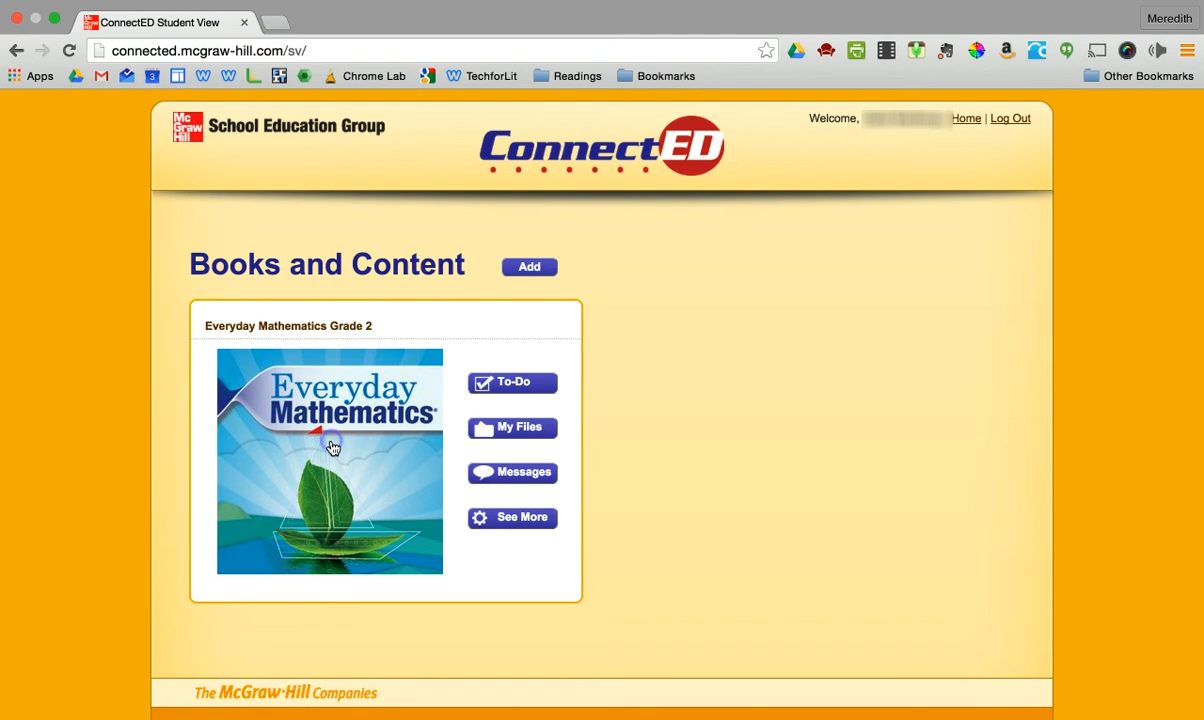 ConnectED Student View
Meredith
connected.mcgraw-hill.com/sv/
Apps
3
Chrome Lab
TechforLit
Readings
Bookmarks
Other Bookmarks
Mc Graw Hill
School Education Group
ConnectED
Welcome,
Home | Log Out
Books and Content
Add
Everyday Mathematics Grade 2
Everyday
Mathematics®
To-Do
My Files
Messages
See More
The McGraw·Hill Companies